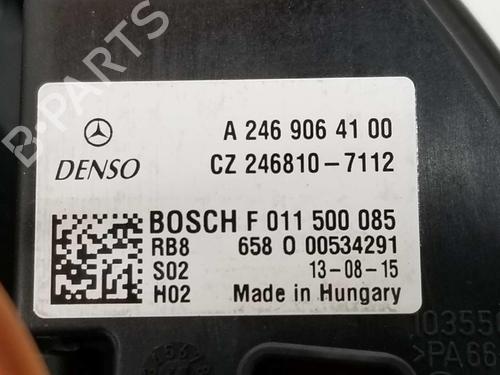 B-PARTS
A 246 906 41 00
DENSO
CZ 246810-7112
BOSCH F 011 500 085
RB8 658 O 00534291
S02 13-08-15
H02 Made in Hungary
>PA66